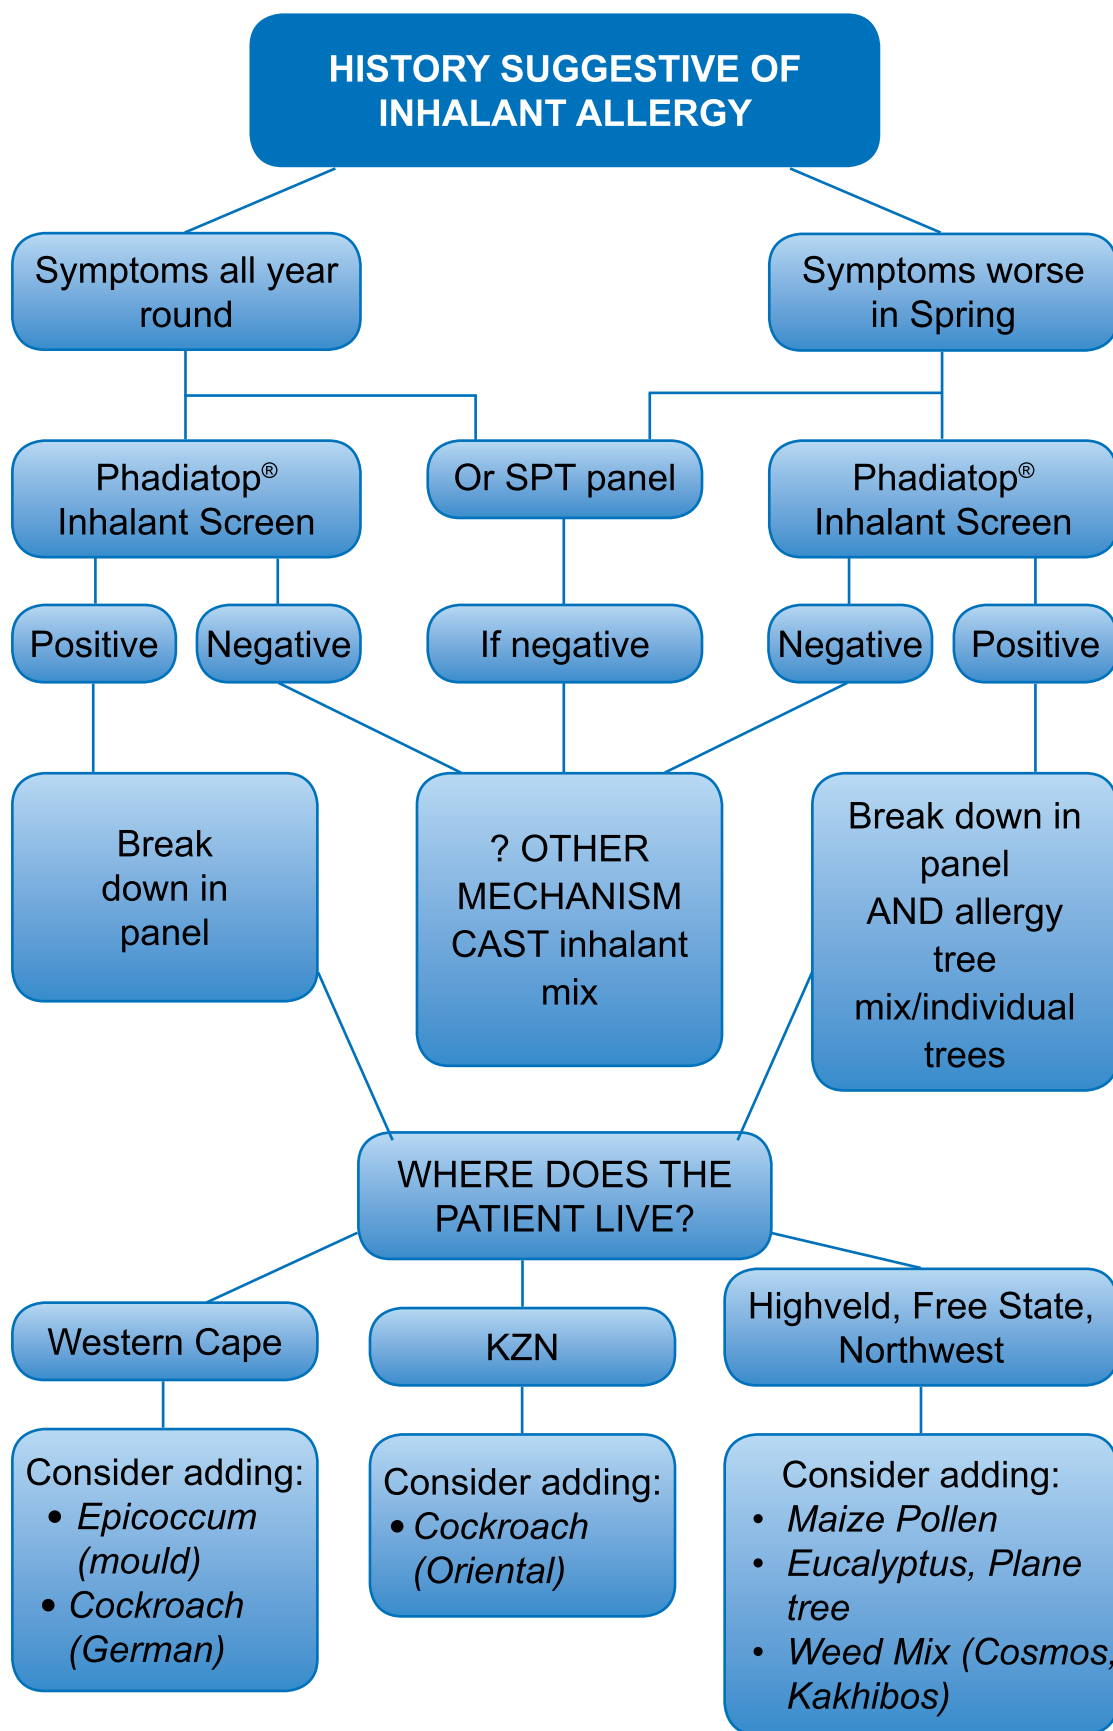 HISTORY SUGGESTIVE OF
INHALANT ALLERGY
Symptoms all year
round
Symptoms worse
in Spring
Phadiatop®
Inhalant Screen
Or SPT panel
Phadiatop®
Inhalant Screen
Positive
Negative
If negative
Negative
Positive
Break
down in
panel
? OTHER
MECHANISM
CAST inhalant
mix
Break down in
panel
AND allergy
tree
mix/individual
trees
WHERE DOES THE
PATIENT LIVE?
Western Cape
KZN
Highveld, Free State,
Northwest
Consider adding:
• Epicoccum
(mould)
• Cockroach
(German)
Consider adding:
• Cockroach
(Oriental)
Consider adding:
• Maize Pollen
• Eucalyptus, Plane
tree
• Weed Mix (Cosmos,
Kakhibos)